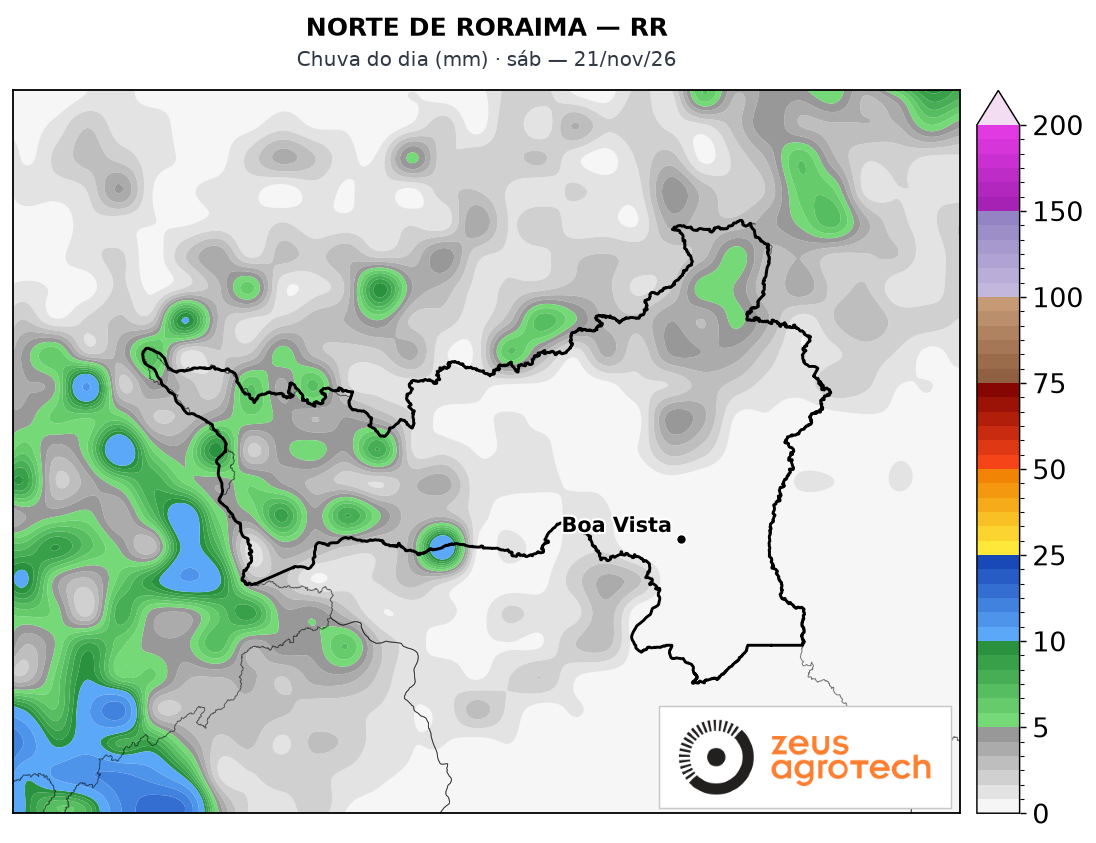 NORTE DE RORAIMA — RR
Chuva do dia (mm) · sáb — 21/nov/26
200
150
100
75
50
25
10
5
0
Boa Vista
zeus
agrotech